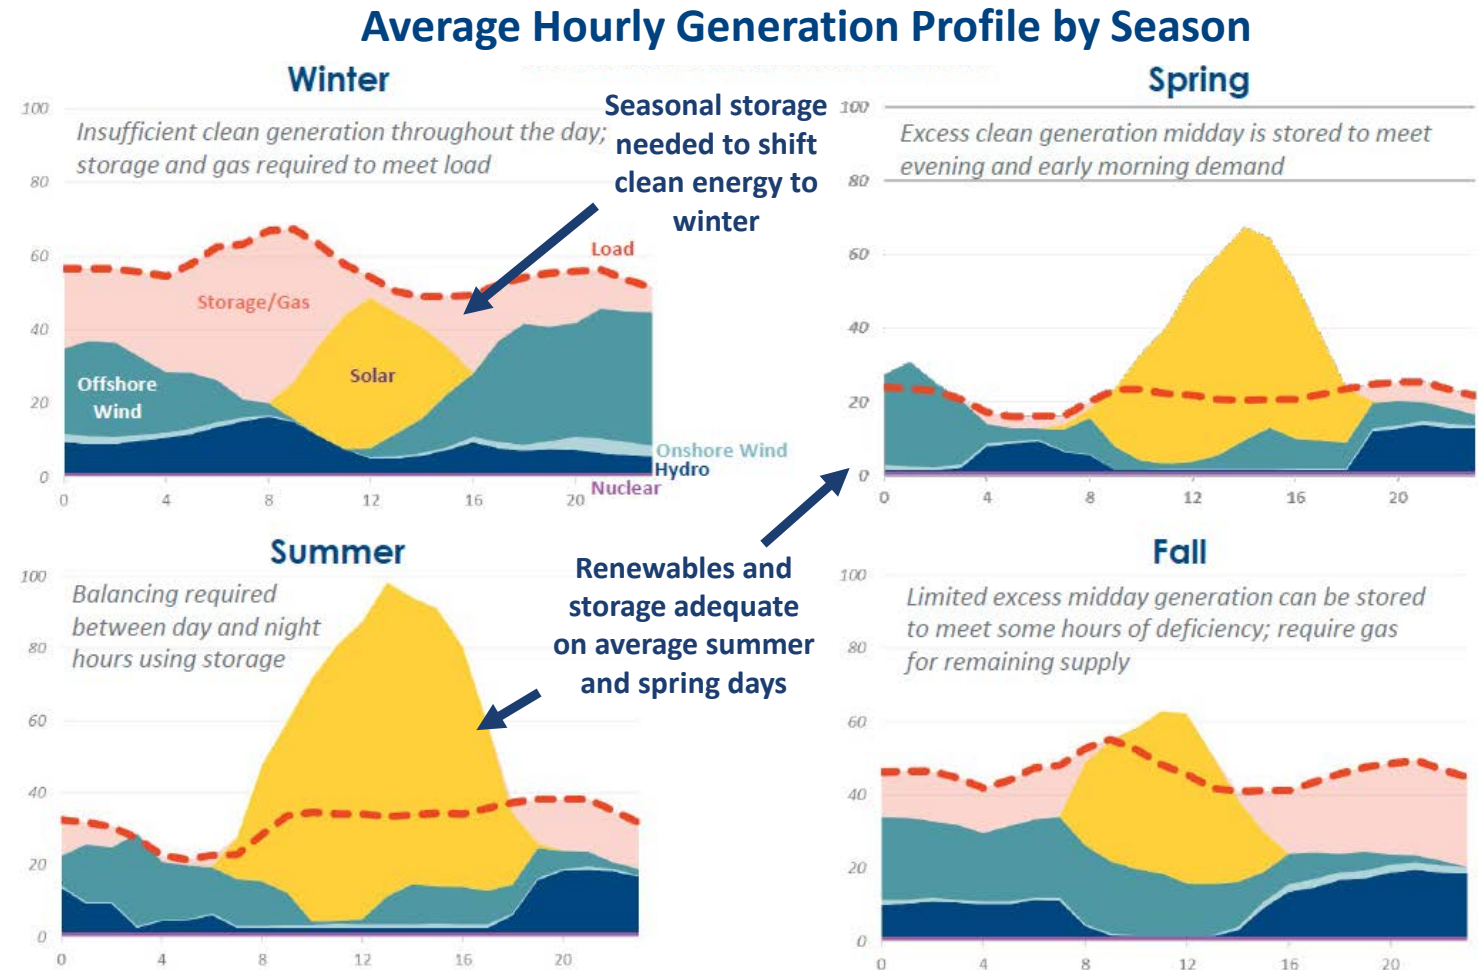 Average Hourly Generation Profile by Season
Winter
100
80
60
40
20
0
0 4 8 12 16 20
Insufficient clean generation throughout the day;
storage and gas required to meet load
Load
Storage/Gas
Solar
Offshore
Wind
Onshore Wind
Hydro
Nuclear
Seasonal storage
needed to shift
clean energy to
winter
Spring
100
80
60
40
20
0
0 4 8 12 16 20
Excess clean generation midday is stored to meet
evening and early morning demand
Summer
100
80
60
40
20
0
0 4 8 12 16 20
Balancing required
between day and night
hours using storage
Renewables and
storage adequate
on average summer
and spring days
Fall
100
80
60
40
20
0
0 4 8 12 16 20
Limited excess midday generation can be stored
to meet some hours of deficiency; require gas
for remaining supply